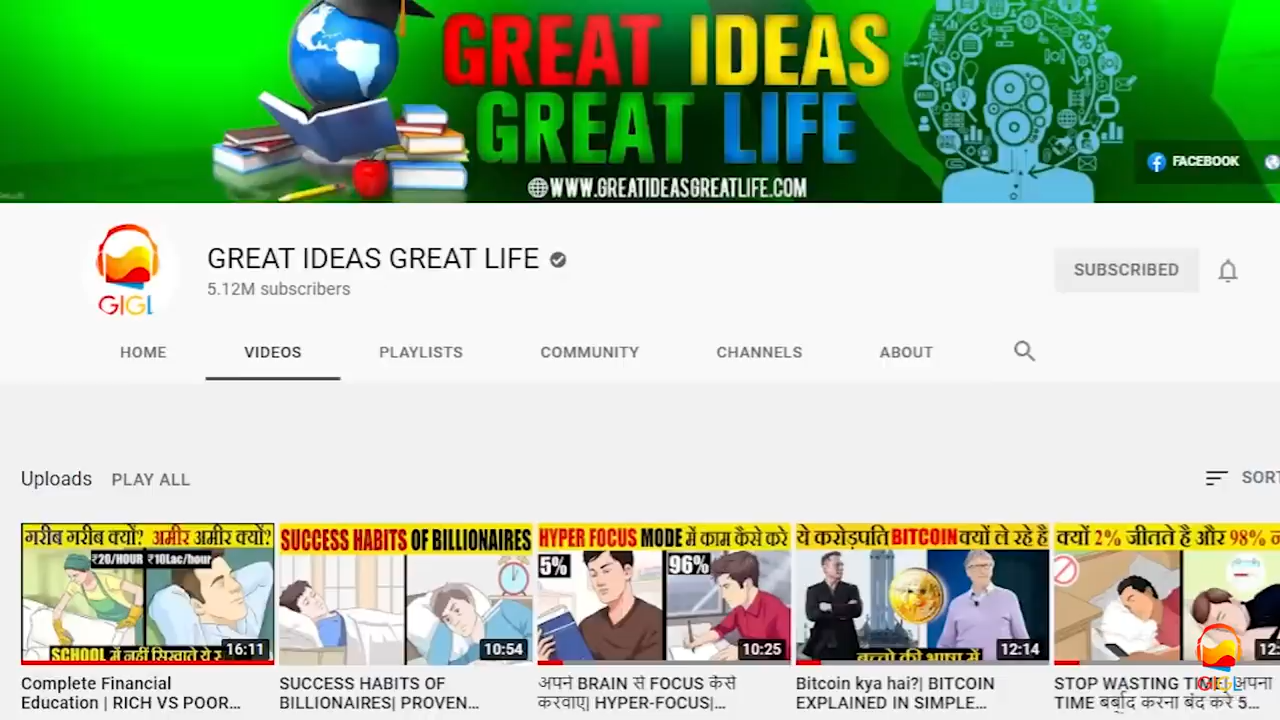 GREAT IDEAS
GREAT LIFE
WWW.GREATIDEASGREATLIFE.COM
FACEBOOK
GIGL
GREAT IDEAS GREAT LIFE
5.12M subscribers
SUBSCRIBED
HOME VIDEOS PLAYLISTS COMMUNITY CHANNELS ABOUT
Uploads PLAY ALL
SORT
गरीब गरीब क्यों? अमीर अमीर क्यों?
₹20/HOUR ₹10Lac/hour
SCHOOL में नहीं सिखाते ये
16:11
SUCCESS HABITS OF BILLIONAIRES
10:54
HYPER FOCUS MODE में काम कैसे करे
5% 96%
10:25
ये करोड़पति BITCOIN क्यों ले रहे है
बच्चो की भाषा में
12:14
क्यों 2% जीतते है और 98%
12:
Complete Financial
Education | RICH VS POOR...
SUCCESS HABITS OF
BILLIONAIRES| PROVEN...
अपने BRAIN से FOCUS कैसे
करवाए| HYPER-FOCUS|...
Bitcoin kya hai?| BITCOIN
EXPLAINED IN SIMPLE...
STOP WASTING TIME| अपना
TIME बर्बाद करना बंद करे 5...
GIGL